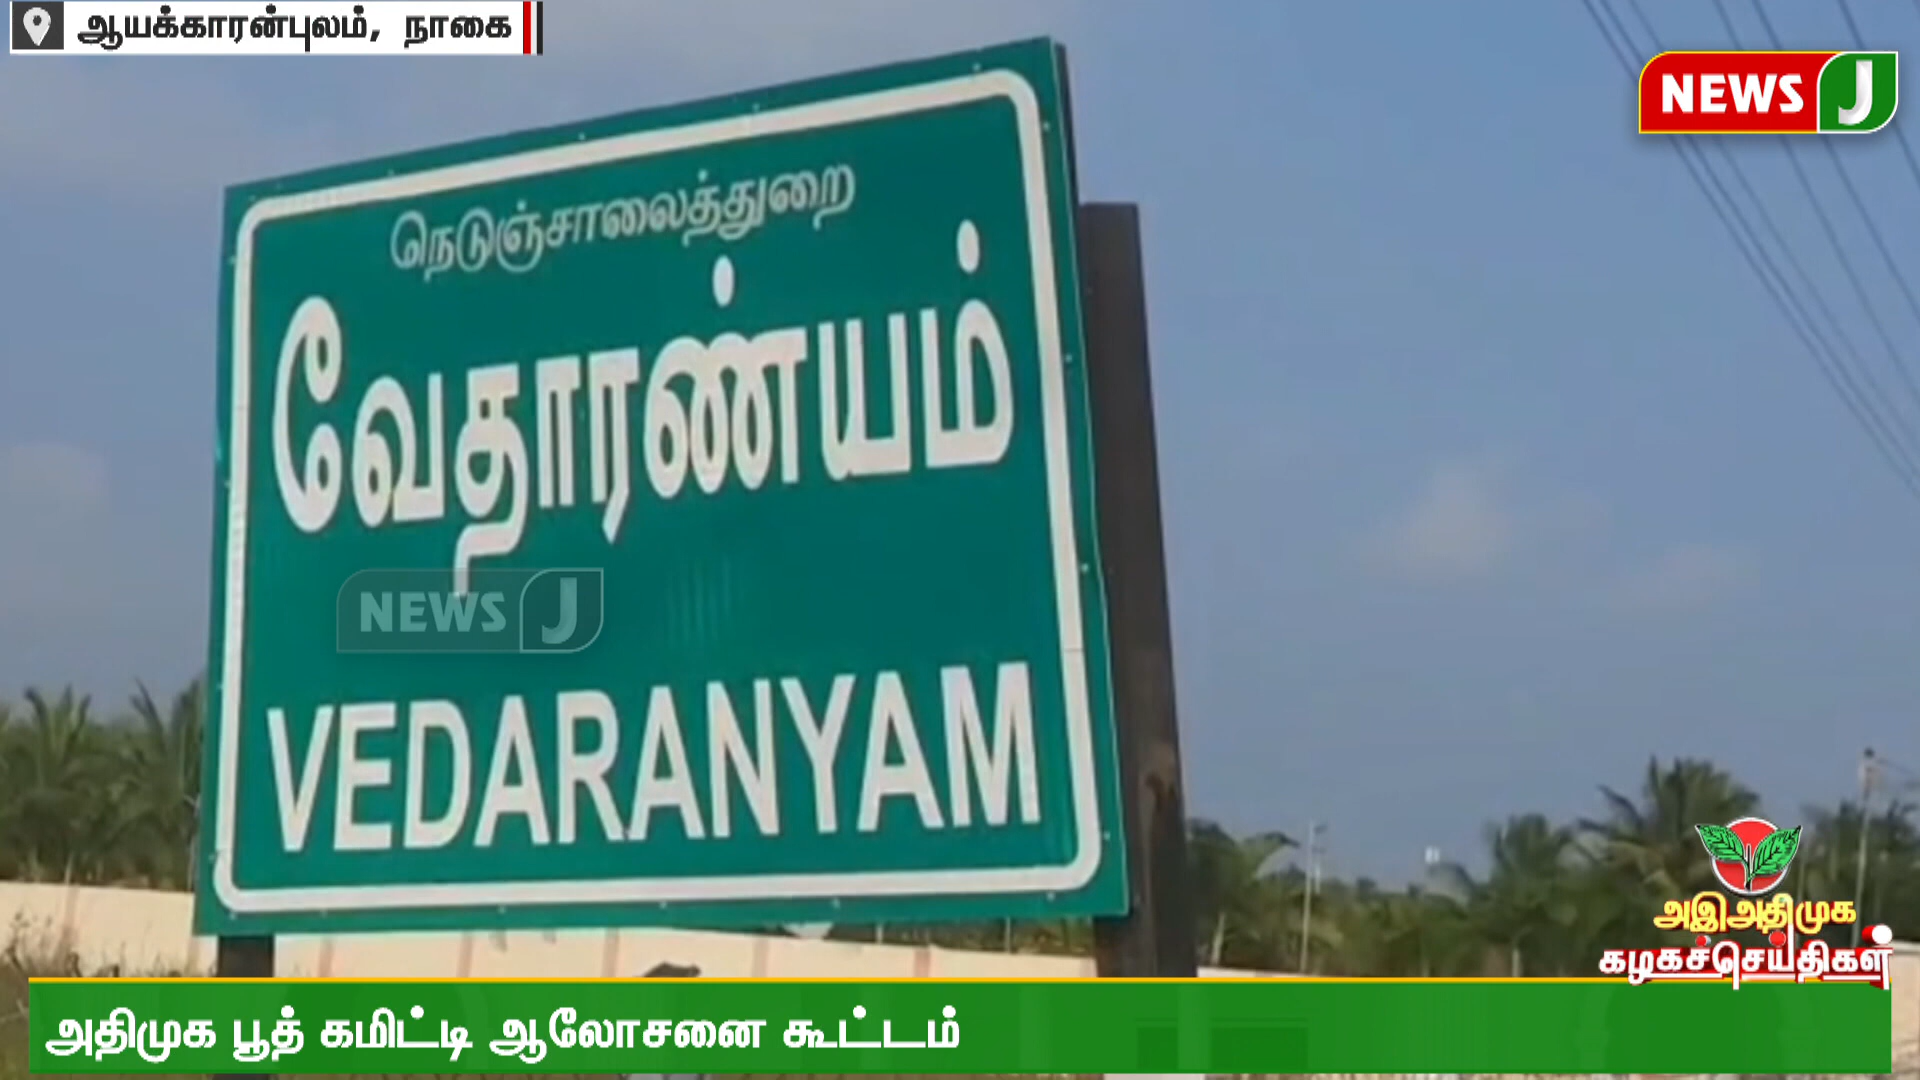 ஆயக்காரன்புலம், நாகை
NEWS J
நெடுஞ்சாலைத்துறை
வேதாரண்யம்
NEWS J
VEDARANYAM
அஇஅதிமுக
கழகச்செய்திகள்
அதிமுக பூத் கமிட்டி ஆலோசனை கூட்டம்